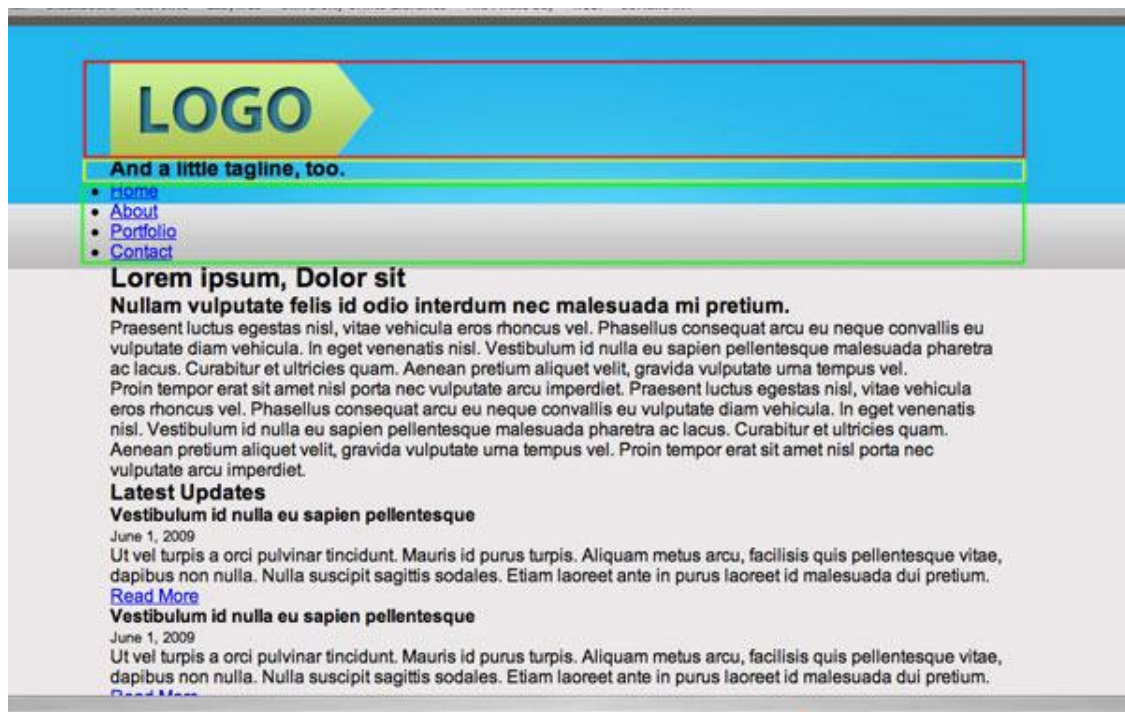 LOGO
And a little tagline, too.
Home
About
Portfolio
Contact
Lorem ipsum, Dolor sit
Nullam vulputate felis id odio interdum nec malesuada mi pretium.
Praesent luctus egestas nisl, vitae vehicula eros rhoncus vel. Phasellus consequat arcu eu neque convallis eu
vulputate diam vehicula. In eget venenatis nisl. Vestibulum id nulla eu sapien pellentesque malesuada pharetra
ac lacus. Curabitur et ultricies quam. Aenean pretium aliquet velit, gravida vulputate urna tempus vel.
Proin tempor erat sit amet nisl porta nec vulputate arcu imperdiet. Praesent luctus egestas nisl, vitae vehicula
eros rhoncus vel. Phasellus consequat arcu eu neque convallis eu vulputate diam vehicula. In eget venenatis
nisl. Vestibulum id nulla eu sapien pellentesque malesuada pharetra ac lacus. Curabitur et ultricies quam.
Aenean pretium aliquet velit, gravida vulputate urna tempus vel. Proin tempor erat sit amet nisl porta nec
vulputate arcu imperdiet.
Latest Updates
Vestibulum id nulla eu sapien pellentesque
June 1, 2009
Ut vel turpis a orci pulvinar tincidunt. Mauris id purus turpis. Aliquam metus arcu, facilisis quis pellentesque vitae,
dapibus non nulla. Nulla suscipit sagittis sodales. Etiam laoreet ante in purus laoreet id malesuada dui pretium.
Read More
Vestibulum id nulla eu sapien pellentesque
June 1, 2009
Ut vel turpis a orci pulvinar tincidunt. Mauris id purus turpis. Aliquam metus arcu, facilisis quis pellentesque vitae,
dapibus non nulla. Nulla suscipit sagittis sodales. Etiam laoreet ante in purus laoreet id malesuada dui pretium.
Read More